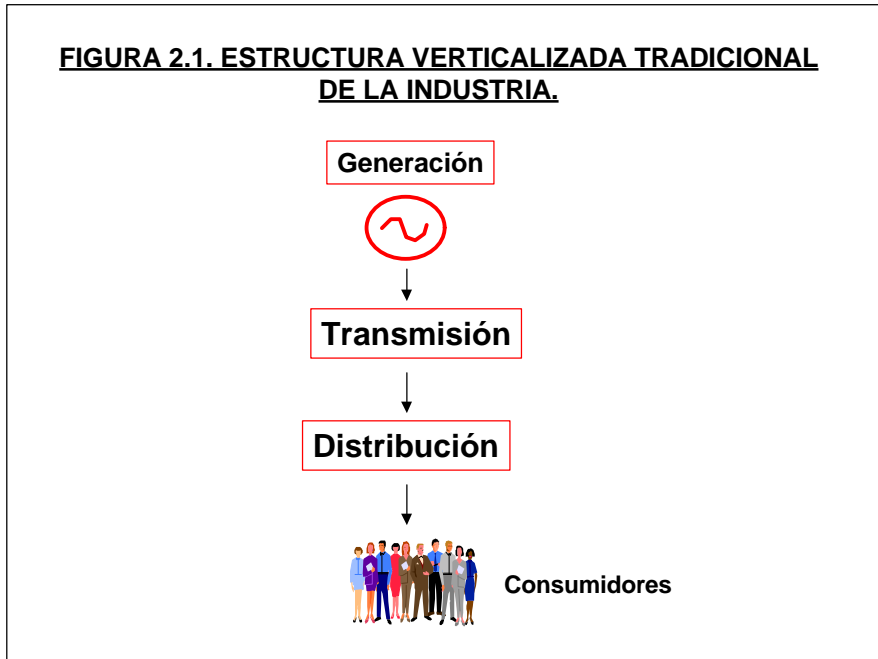 FIGURA 2.1. ESTRUCTURA VERTICALIZADA TRADICIONAL
DE LA INDUSTRIA.
Generación
Transmisión
Distribución
Consumidores